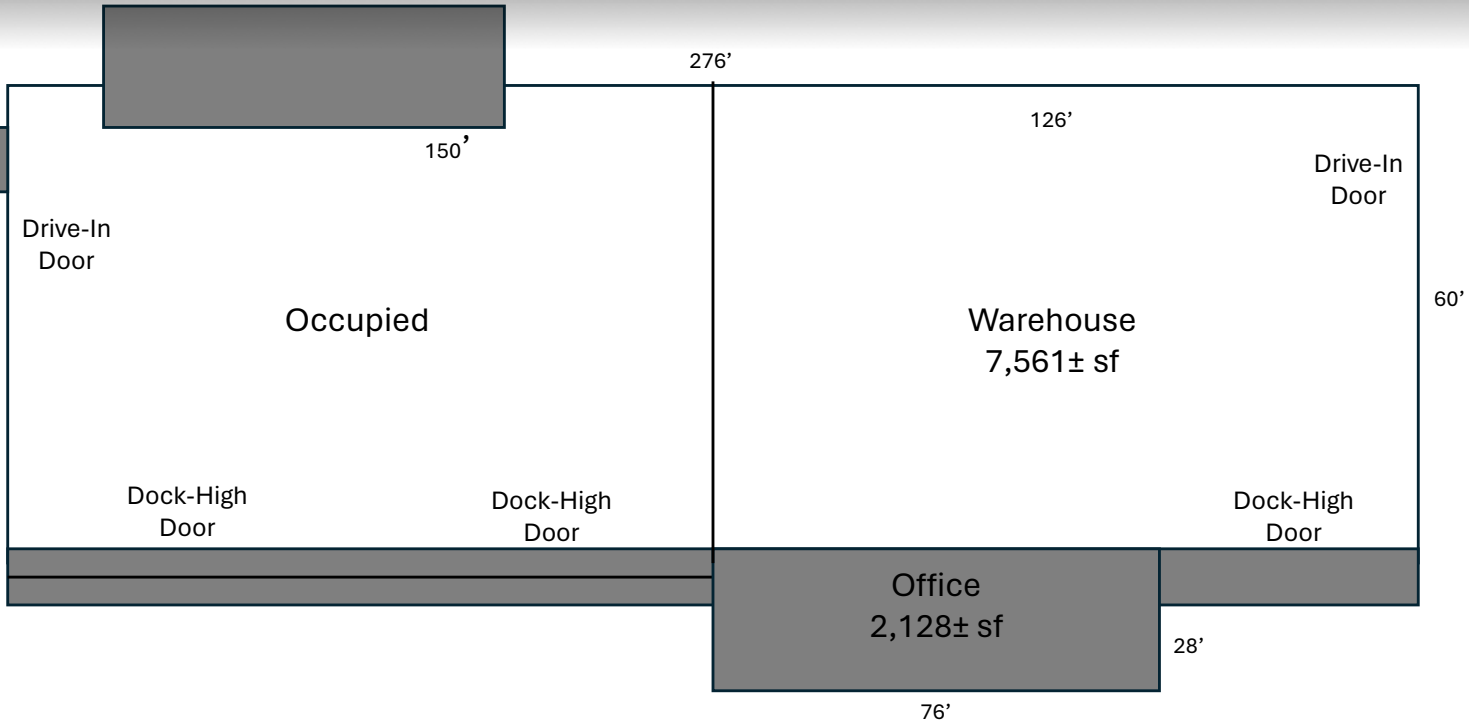 276’
126’
150’
Drive-In
Door
Drive-In
Door
60’
Occupied
Warehouse
7,561± sf
Dock-High
Door
Dock-High
Door
Dock-High
Door
Office
2,128± sf
28’
76’